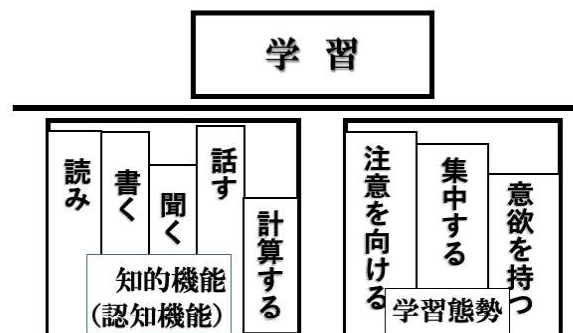 学習
読み
書く
聞く
話す
計算する
知的機能
(認知機能)
注意を向ける
集中する
意欲を持つ
学習態勢